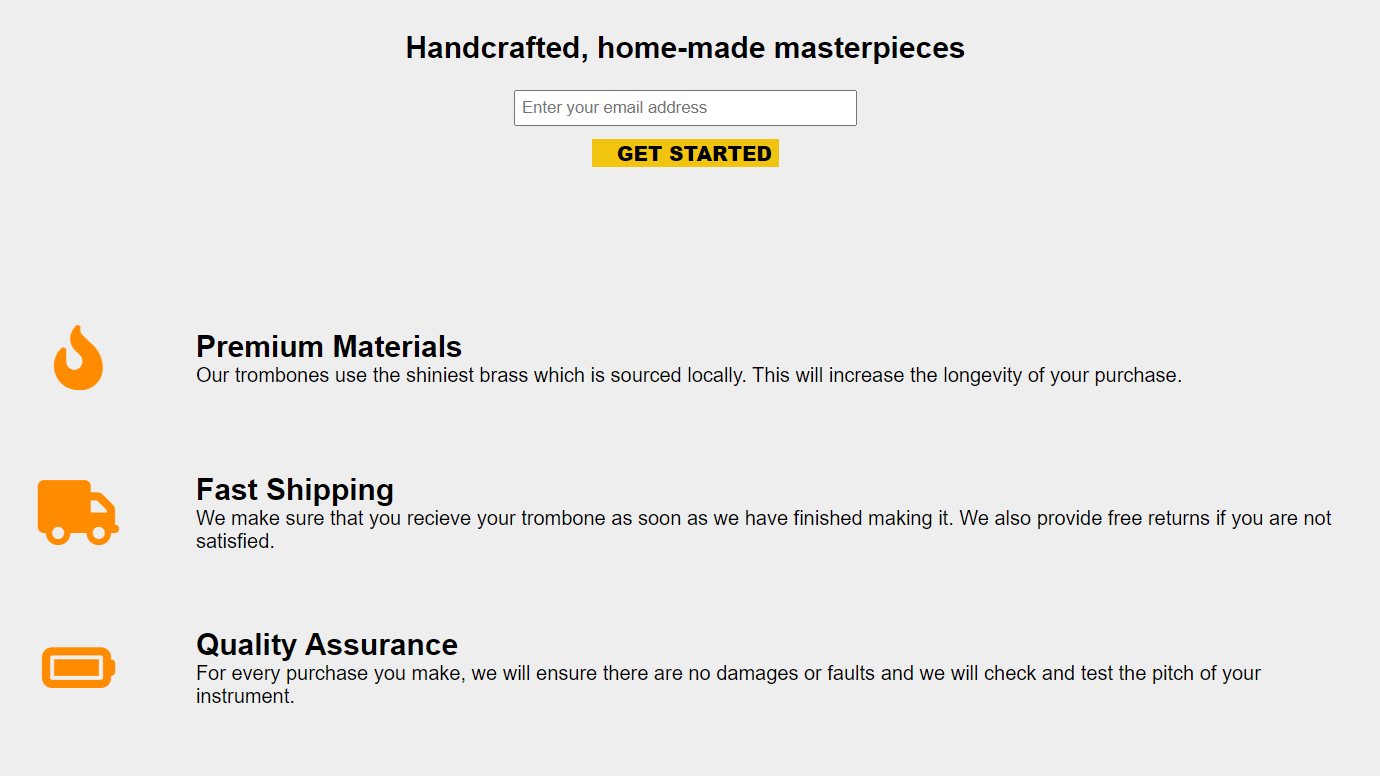 Handcrafted, home-made masterpieces
Enter your email address
GET STARTED
Premium Materials
Our trombones use the shiniest brass which is sourced locally. This will increase the longevity of your purchase.
Fast Shipping
We make sure that you recieve your trombone as soon as we have finished making it. We also provide free returns if you are not
satisfied.
Quality Assurance
For every purchase you make, we will ensure there are no damages or faults and we will check and test the pitch of your
instrument.